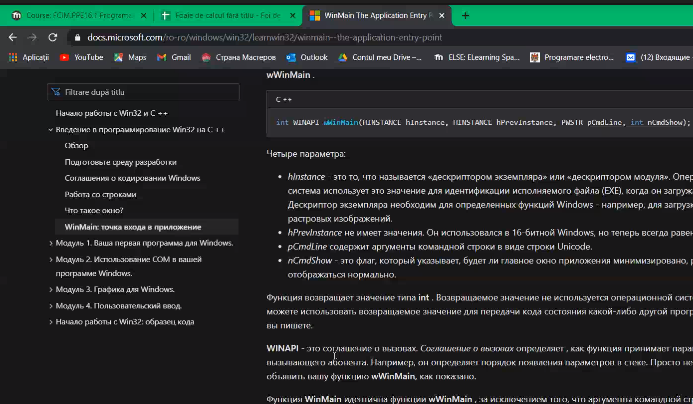 Course: FCIM.PPE1&1 Programa
Foaie de calcul fără titlu - Foi de
WinMain The Application Entry P
docs.microsoft.com/ro-ro/windows/win32/learnwin32/winmain--the-application-entry-point
Aplicații
YouTube
Maps
Gmail
Страна Мастеров
Outlook
Contul meu Drive –...
ELSE: ELearning Spa...
Programare electro...
(12) Входящие
Filtrare după titlu
Начало работы с Win32 и C ++
Введение в программирование Win32 на C ++
Обзор
Подготовьте среду разработки
Соглашения о кодировании Windows
Работа со строками
Что такое окно?
WinMain: точка входа в приложение
Модуль 1. Ваша первая программа для Windows.
Модуль 2. Использование COM в вашей
программе Windows.
Модуль 3. Графика для Windows.
Модуль 4. Пользовательский ввод.
Начало работы с Win32: образец кода
wWinMain .
C ++
int WINAPI wWinMain(HINSTANCE hInstance, HINSTANCE hPrevInstance, PWSTR pCmdLine, int nCmdShow);
Четыре параметра:
hInstance - это то, что называется «дескриптором экземпляра» или «дескриптором модуля». Опер
система использует это значение для идентификации исполняемого файла (EXE), когда он загруж
Дескриптор экземпляра необходим для определенных функций Windows - например, для загрузк
растровых изображений.
hPrevInstance не имеет значения. Он использовался в 16-битной Windows, но теперь всегда равен
pCmdLine содержит аргументы командной строки в виде строки Unicode.
nCmdShow - это флаг, который указывает, будет ли главное окно приложения минимизировано, р
отображаться нормально.
Функция возвращает значение типа int . Возвращаемое значение не используется операционной сист
можете использовать возвращаемое значение для передачи кода состояния какой-либо другой прогр
вы пишете.
WINAPI - это соглашение о вызовах. Соглашение о вызовах определяет , как функция принимает пара
вызывающего абонента. Например, он определяет порядок появления параметров в стеке. Просто не
объявить вашу функцию wWinMain, как показано.
Функция WinMain идентична функции wWinMain , за исключением того, что аргументы командной стр